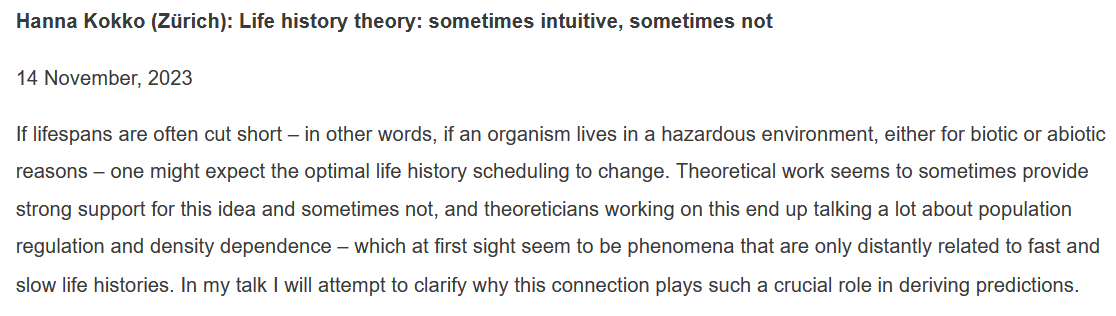 Hanna Kokko (Zürich): Life history theory: sometimes intuitive, sometimes not
14 November, 2023
If lifespans are often cut short – in other words, if an organism lives in a hazardous environment, either for biotic or abiotic
reasons – one might expect the optimal life history scheduling to change. Theoretical work seems to sometimes provide
strong support for this idea and sometimes not, and theoreticians working on this end up talking a lot about population
regulation and density dependence – which at first sight seem to be phenomena that are only distantly related to fast and
slow life histories. In my talk I will attempt to clarify why this connection plays such a crucial role in deriving predictions.